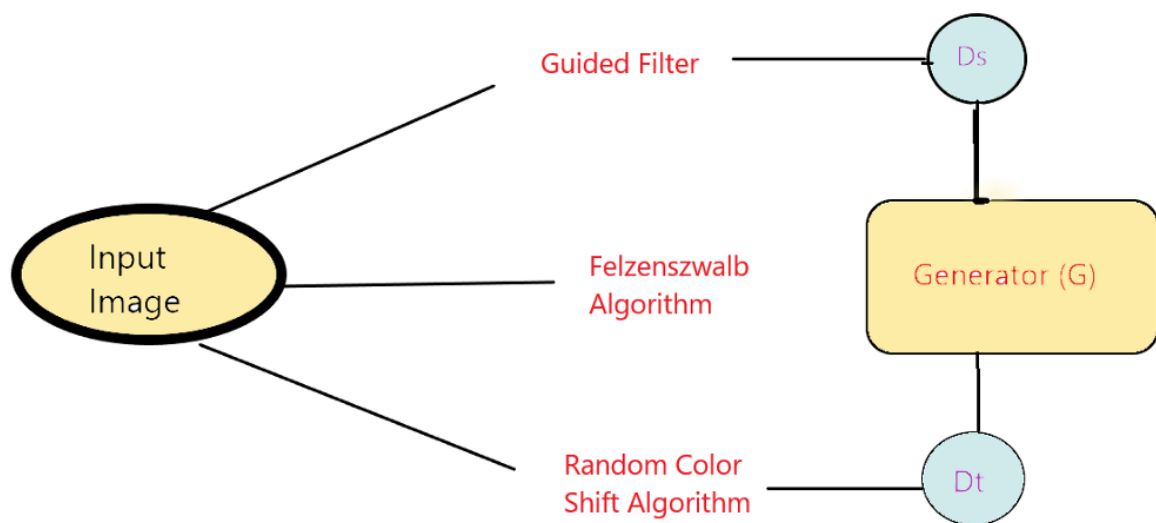 Guided Filter
Ds
Input
Image
Felzenszwalb
Algorithm
Generator (G)
Random Color
Shift Algorithm
Dt